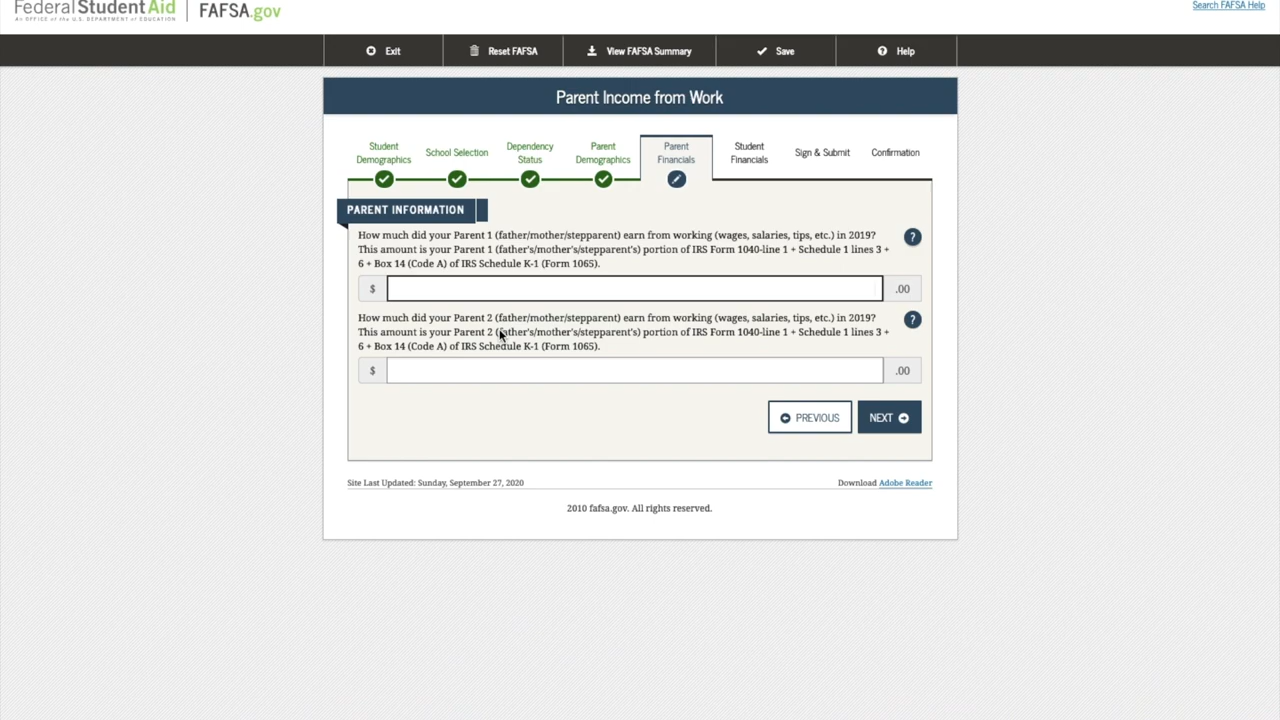 Federal Student Aid
An OFFICE of the U.S. DEPARTMENT of EDUCATION
FAFSA.gov
Search FAFSA Help
Exit
Reset FAFSA
View FAFSA Summary
Save
Help
Parent Income from Work
Student Demographics
School Selection
Dependency Status
Parent Demographics
Parent Financials
Student Financials
Sign & Submit
Confirmation
PARENT INFORMATION
How much did your Parent 1 (father/mother/stepparent) earn from working (wages, salaries, tips, etc.) in 2019?
This amount is your Parent 1 (father's/mother's/stepparent's) portion of IRS Form 1040-line 1 + Schedule 1 lines 3 +
6 + Box 14 (Code A) of IRS Schedule K-1 (Form 1065).
?
$
.00
How much did your Parent 2 (father/mother/stepparent) earn from working (wages, salaries, tips, etc.) in 2019?
This amount is your Parent 2 (father's/mother's/stepparent's) portion of IRS Form 1040-line 1 + Schedule 1 lines 3 +
6 + Box 14 (Code A) of IRS Schedule K-1 (Form 1065).
?
$
.00
PREVIOUS
NEXT
Site Last Updated: Sunday, September 27, 2020
Download Adobe Reader
2010 fafsa.gov. All rights reserved.